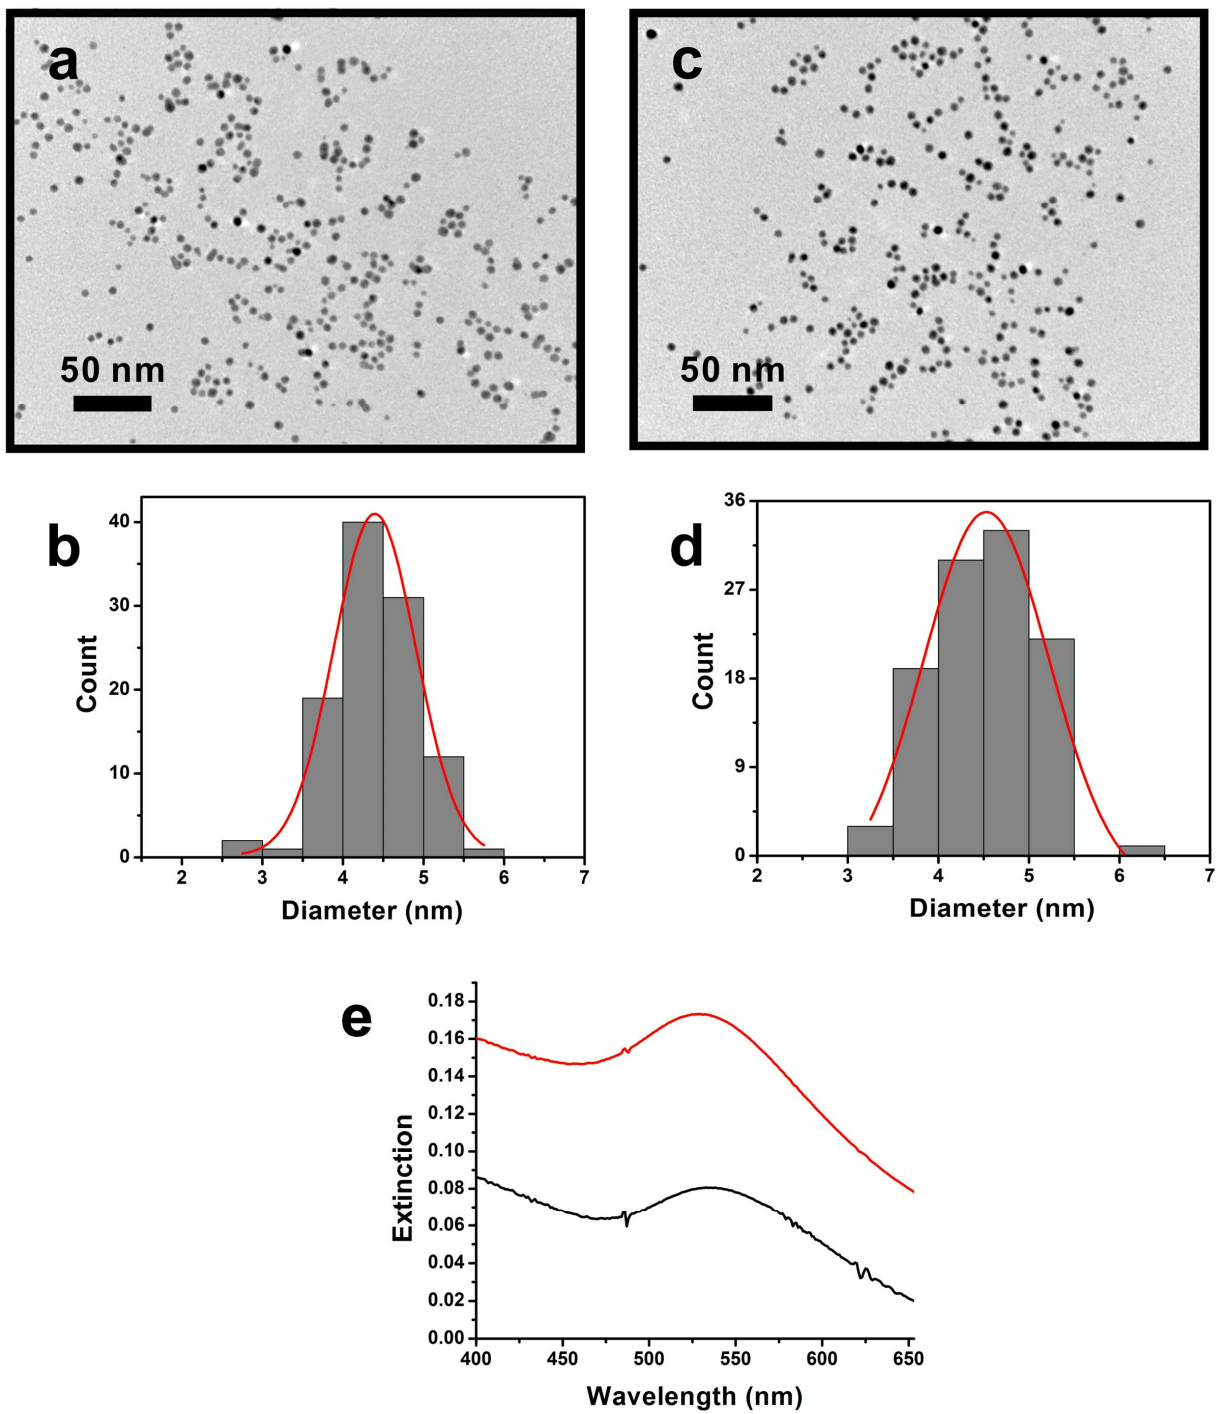 a
50 nm
c
50 nm
b
Count
40
30
20
10
0
2 3 4 5 6 7
Diameter (nm)
d
Count
36
27
18
9
0
2 3 4 5 6 7
Diameter (nm)
e
Extinction
0.18
0.16
0.14
0.12
0.10
0.08
0.06
0.04
0.02
0.00
400 450 500 550 600 650
Wavelength (nm)